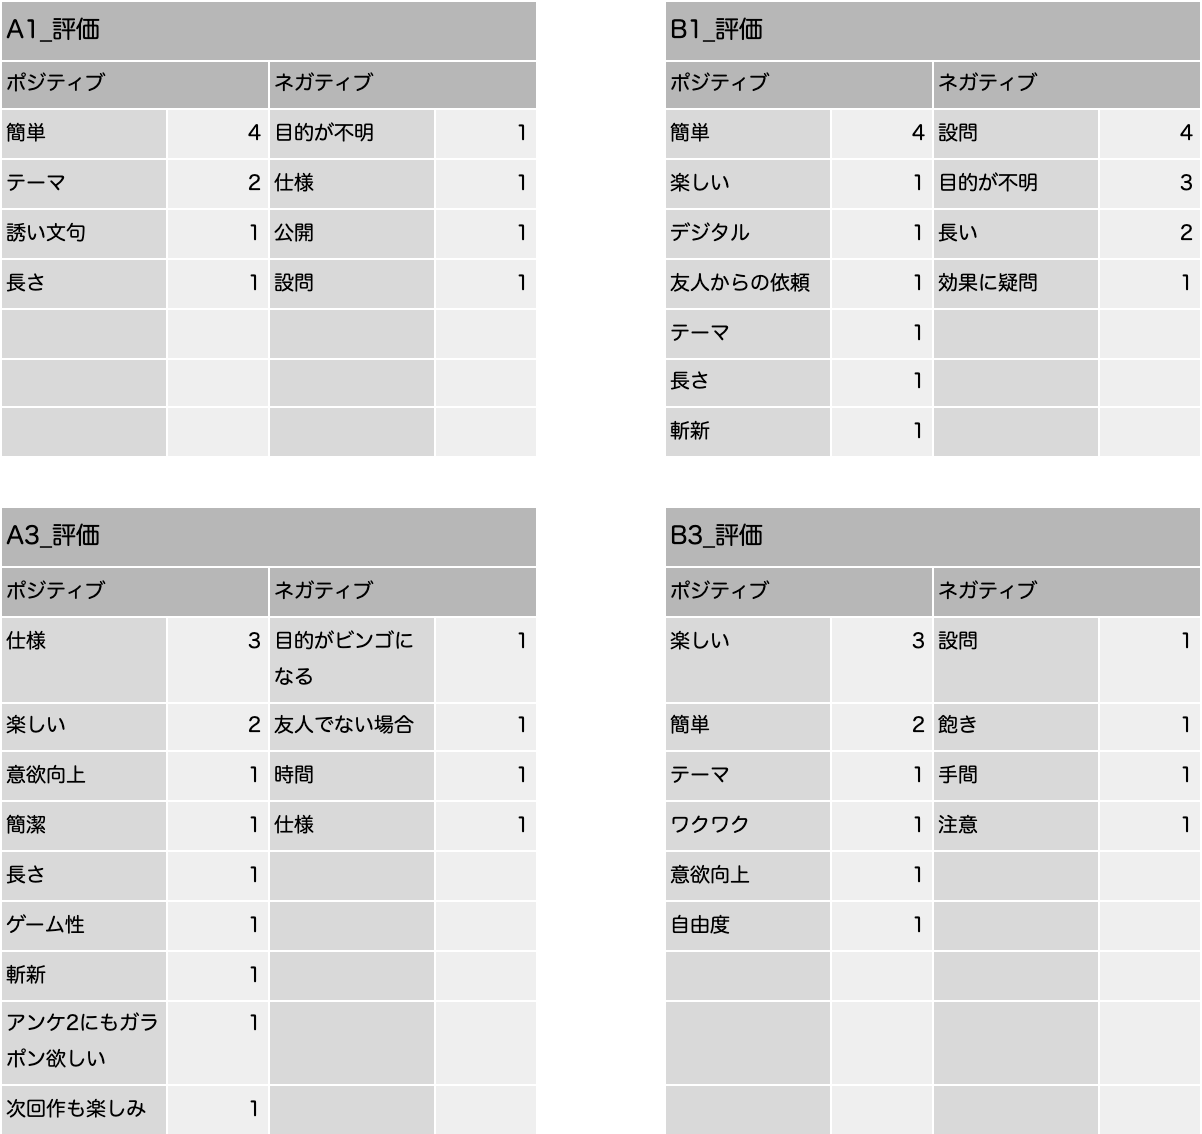 A1_評価
ポジティブ ネガティブ
簡単 4 目的が不明 1
テーマ 2 仕様 1
誘い文句 1 公開 1
長さ 1 設問 1
B1_評価
ポジティブ ネガティブ
簡単 4 設問 4
楽しい 1 目的が不明 3
デジタル 1 長い 2
友人からの依頼 1 効果に疑問 1
テーマ 1
長さ 1
斬新 1
A3_評価
ポジティブ ネガティブ
仕様 3 目的がビンゴに 1
なる
楽しい 2 友人でない場合 1
意欲向上 1 時間 1
簡潔 1 仕様 1
長さ 1
ゲーム性 1
斬新 1
アンケ2にもガラ 1
ポン欲しい
次回作も楽しみ 1
B3_評価
ポジティブ ネガティブ
楽しい 3 設問 1
簡単 2 飽き 1
テーマ 1 手間 1
ワクワク 1 注意 1
意欲向上 1
自由度 1